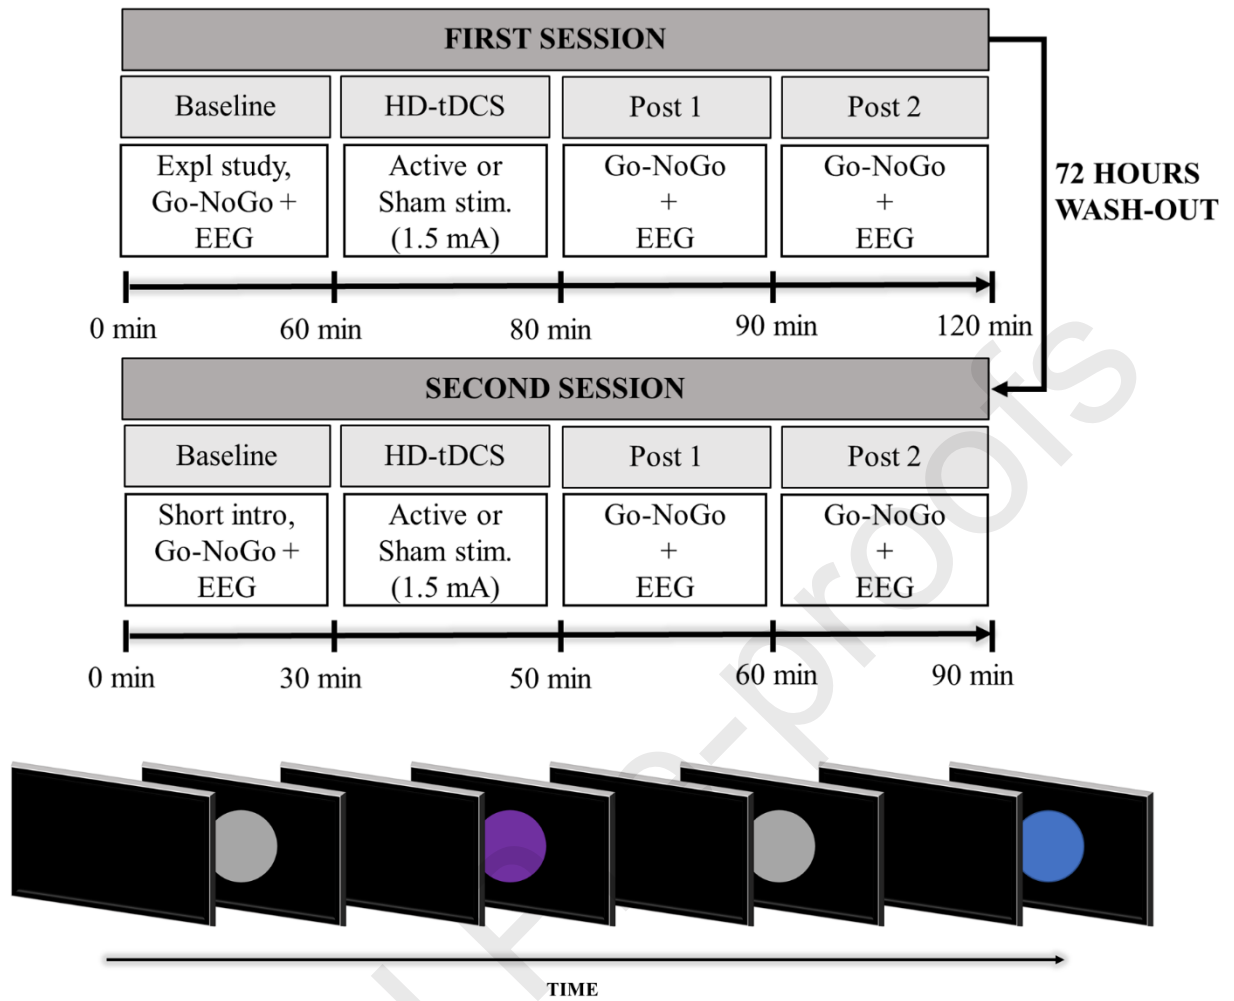 FIRST SESSION
Baseline
HD-tDCS
Post 1
Post 2
Expl study,
Go-NoGo +
EEG
Active or
Sham stim.
(1.5 mA)
Go-NoGo
+
EEG
Go-NoGo
+
EEG
72 HOURS
WASH-OUT
0 min
60 min
80 min
90 min
120 min
SECOND SESSION
Baseline
HD-tDCS
Post 1
Post 2
Short intro,
Go-NoGo +
EEG
Active or
Sham stim.
(1.5 mA)
Go-NoGo
+
EEG
Go-NoGo
+
EEG
0 min
30 min
50 min
60 min
90 min
TIME